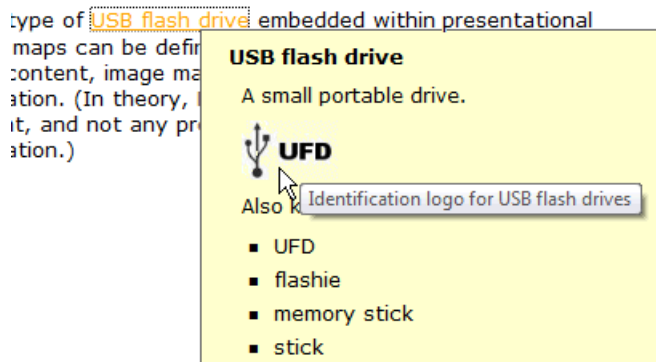 type of USB flash drive embedded within presentational
maps can be defin
content, image ma
ation. (In theory,
nt, and not any pr
ation.)
USB flash drive
A small portable drive.
UFD
Identification logo for USB flash drives
Also k
UFD
flashie
memory stick
stick